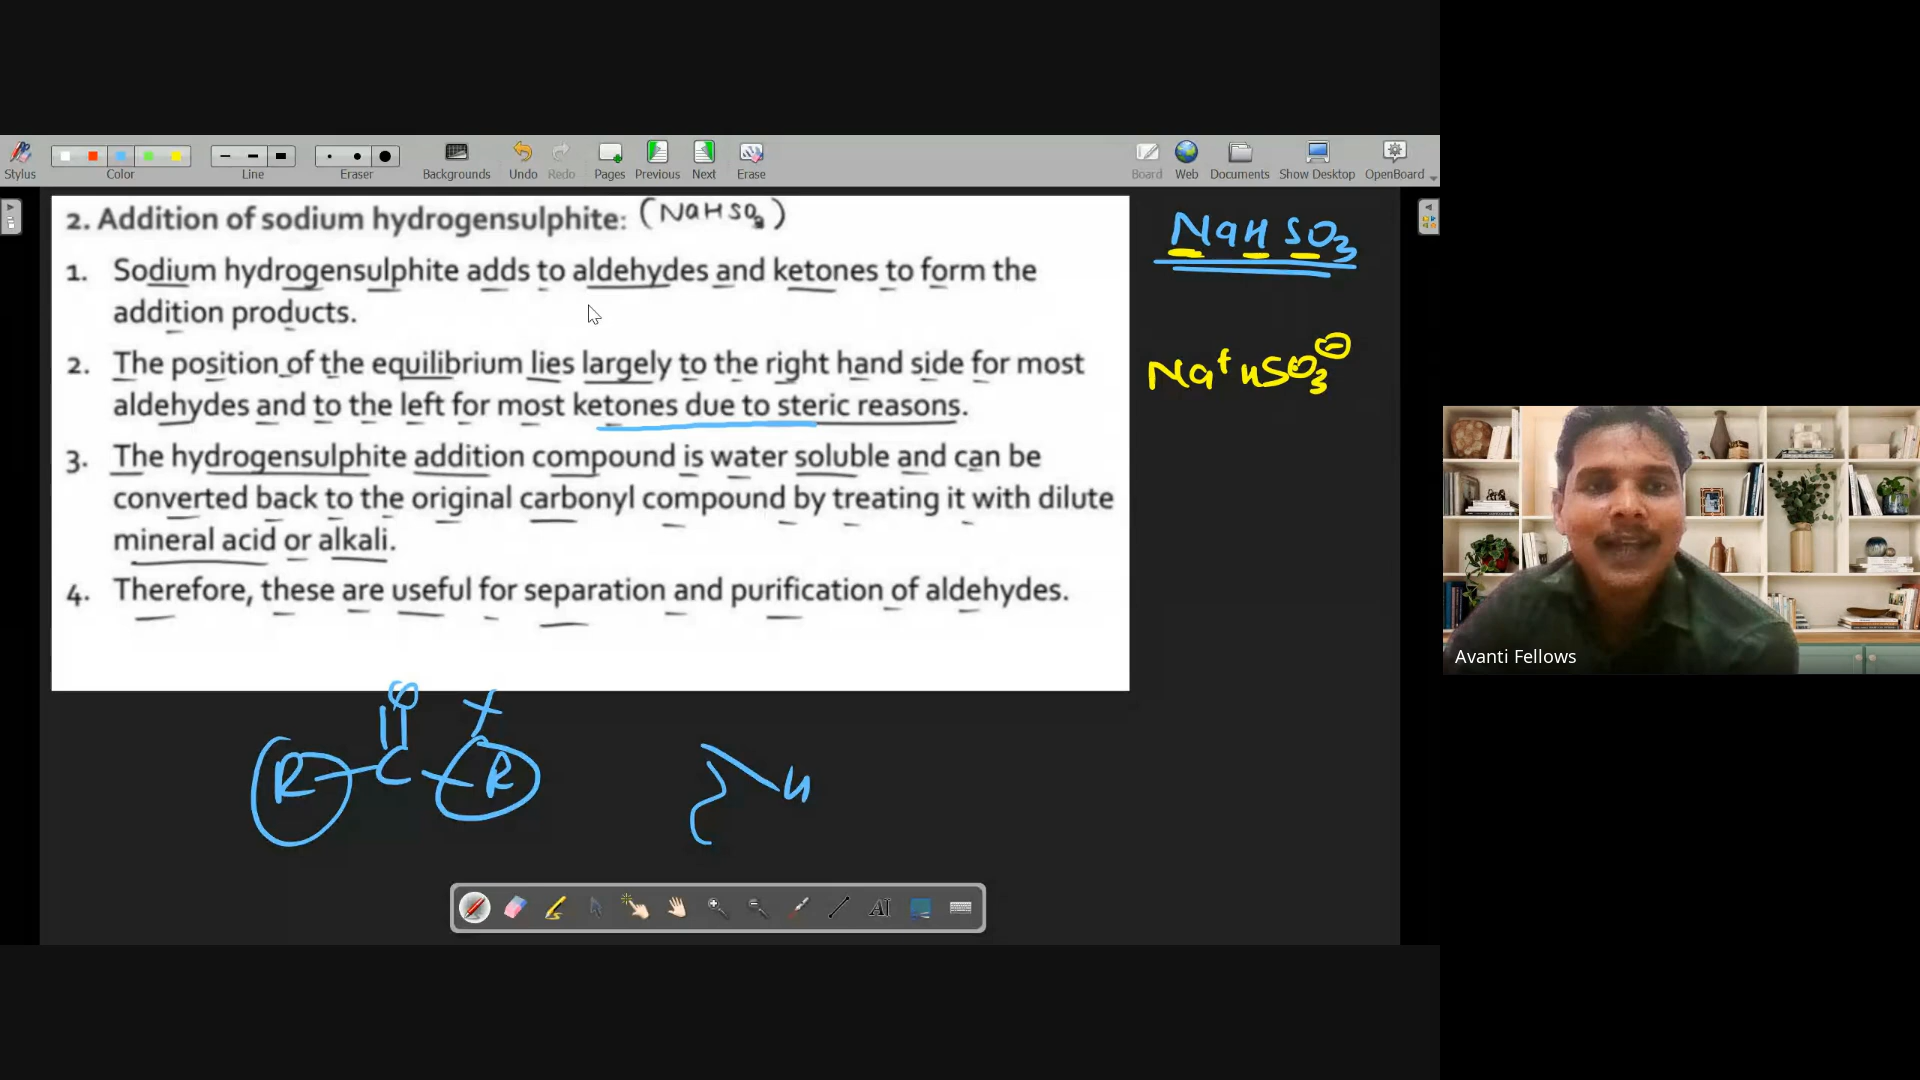 Stylus Color Line Eraser Backgrounds Undo Redo Pages Previous Next Erase Board Web Documents Show Desktop OpenBoard
2. Addition of sodium hydrogensulphite: (NaHSO3)
1. Sodium hydrogensulphite adds to aldehydes and ketones to form the
addition products.
2. The position of the equilibrium lies largely to the right hand side for most
aldehydes and to the left for most ketones due to steric reasons.
3. The hydrogensulphite addition compound is water soluble and can be
converted back to the original carbonyl compound by treating it with dilute
mineral acid or alkali.
4. Therefore, these are useful for separation and purification of aldehydes.
NaHSO3
Na+ HSO3⊖
O
R-C-R
H
Avanti Fellows